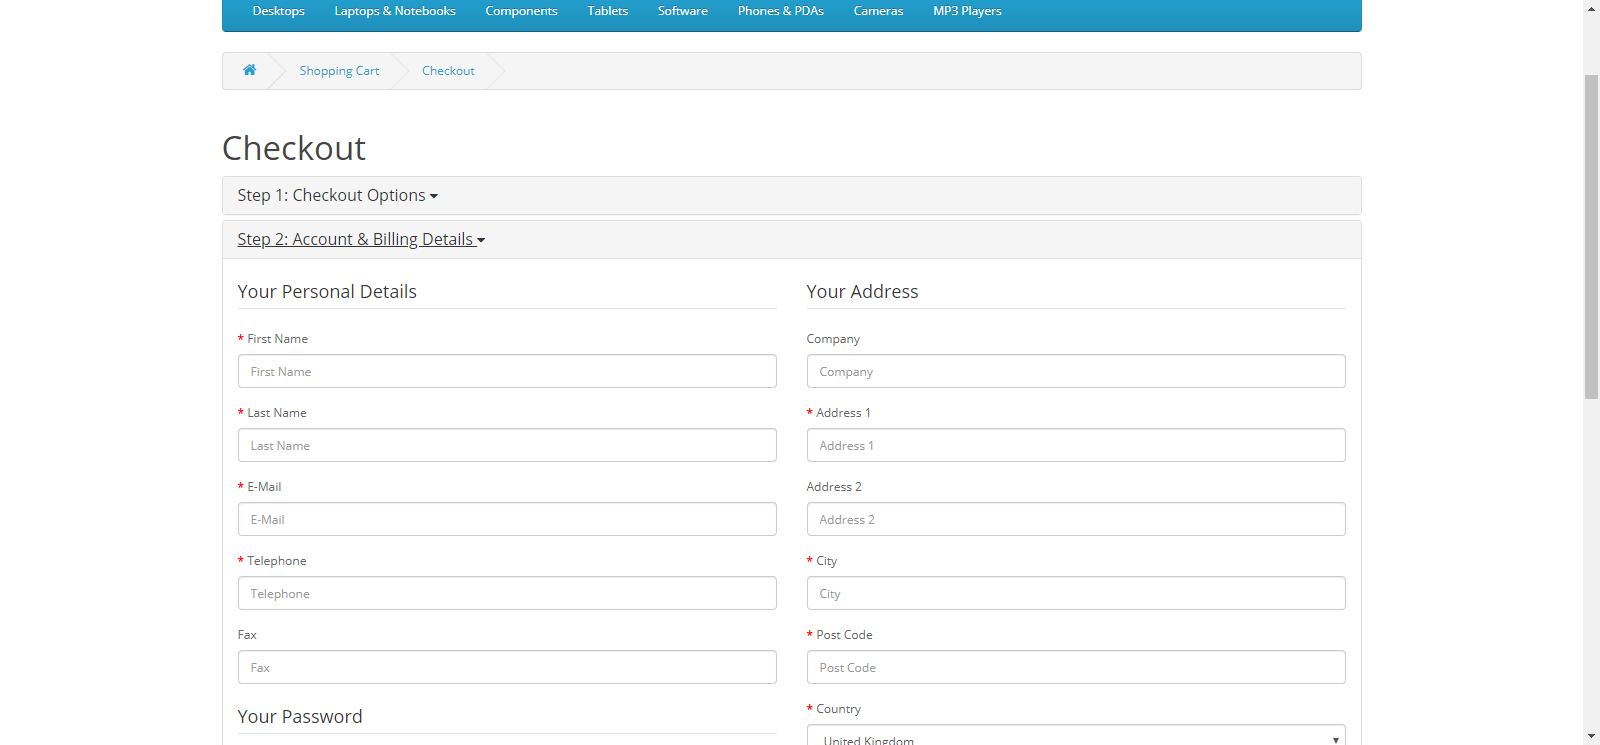 Desktops Laptops & Notebooks Components Tablets Software Phones & PDAs Cameras MP3 Players
Shopping Cart Checkout
Checkout
Step 1: Checkout Options
Step 2: Account & Billing Details
Your Personal Details
* First Name
First Name
* Last Name
Last Name
* E-Mail
E-Mail
* Telephone
Telephone
Fax
Fax
Your Password
Your Address
Company
Company
* Address 1
Address 1
Address 2
Address 2
* City
City
* Post Code
Post Code
* Country
United Kingdom